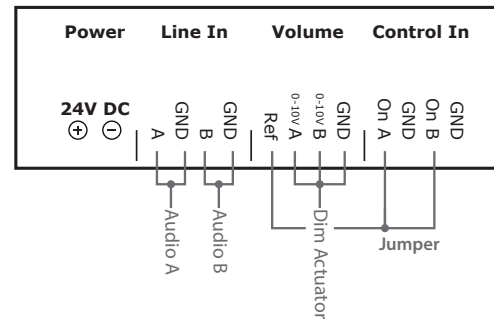 Power Line In Volume Control In
24V DC
+ −
A
GND
B
GND
Ref
0-10V A
0-10V B
GND
On A
GND
On B
GND
Audio A
Audio B
Dim Actuator
Jumper